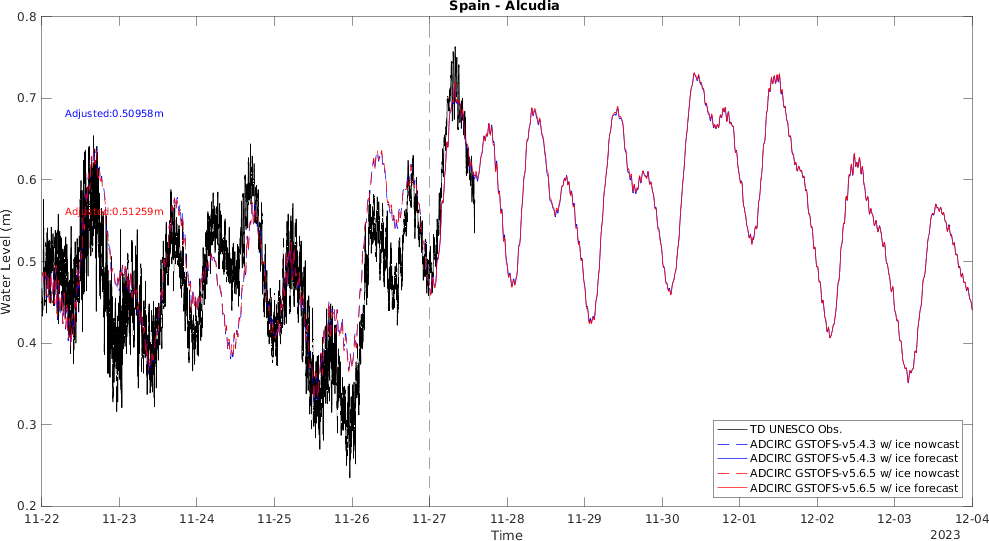 Spain - Alcudia
0.8
0.7
0.6
0.5
0.4
0.3
0.2
Water Level (m)
Adjusted:0.50958m
Adjusted:0.51259m
TD UNESCO Obs.
ADCIRC GSTOFS-v5.4.3 w/ ice nowcast
ADCIRC GSTOFS-v5.4.3 w/ ice forecast
ADCIRC GSTOFS-v5.6.5 w/ ice nowcast
ADCIRC GSTOFS-v5.6.5 w/ ice forecast
11-22 11-23 11-24 11-25 11-26 11-27 11-28 11-29 11-30 12-01 12-02 12-03 12-04
Time
2023